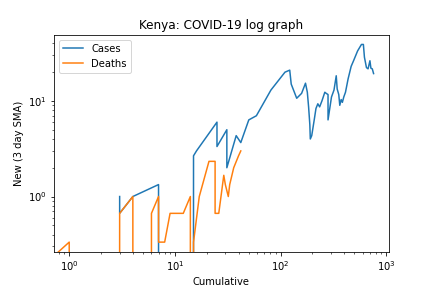 Kenya: COVID-19 log graph
Cases
Deaths
New (3 day SMA)
10¹
10⁰
10⁰ 10¹ 10² 10³
Cumulative